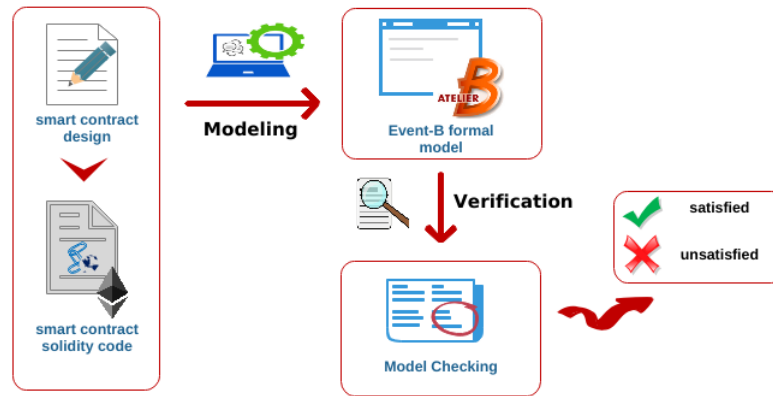 smart contract
design
smart contract
solidity code
Modeling
ATELIER B
Event-B formal
model
Verification
Model Checking
satisfied
unsatisfied